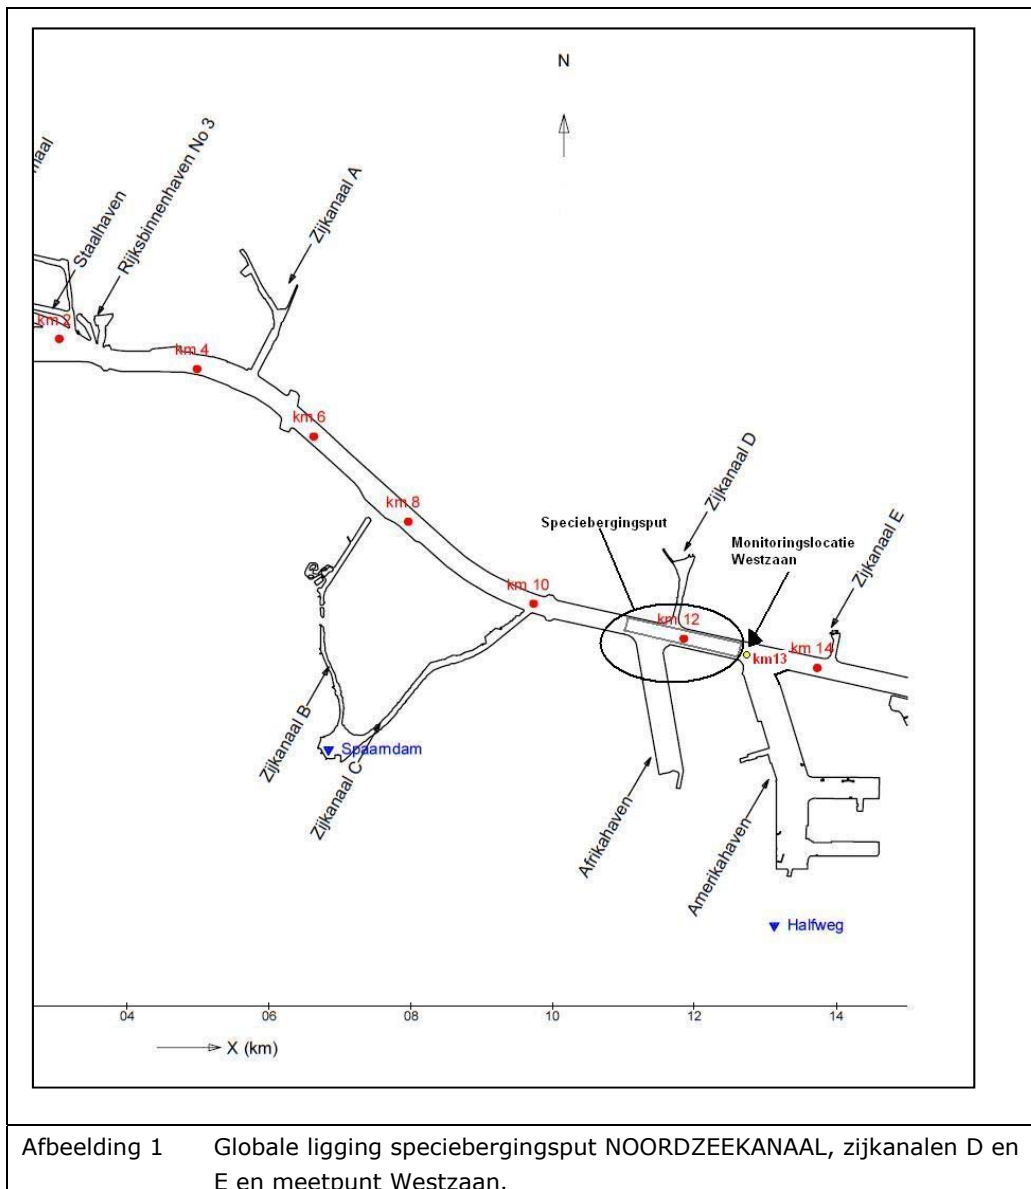 N
maal
Staalhaven
Rijksbinnenhaven No 3
Zijkanaal A
km 2
km 4
km 6
km 8
Speciebergingsput
Zijkanaal D
Monitoringslocatie
Westzaan
Zijkanaal E
km 10
km 12
km13
km 14
Zijkanaal B
Spaarndam
Zijkanaal C
Afrikahaven
Amerikahaven
Halfweg
04 06 08 10 12 14
X (km)
Afbeelding 1 Globale ligging speciebergingsput NOORDZEEKANAAL, zijkanalen D en
E en meetpunt Westzaan.